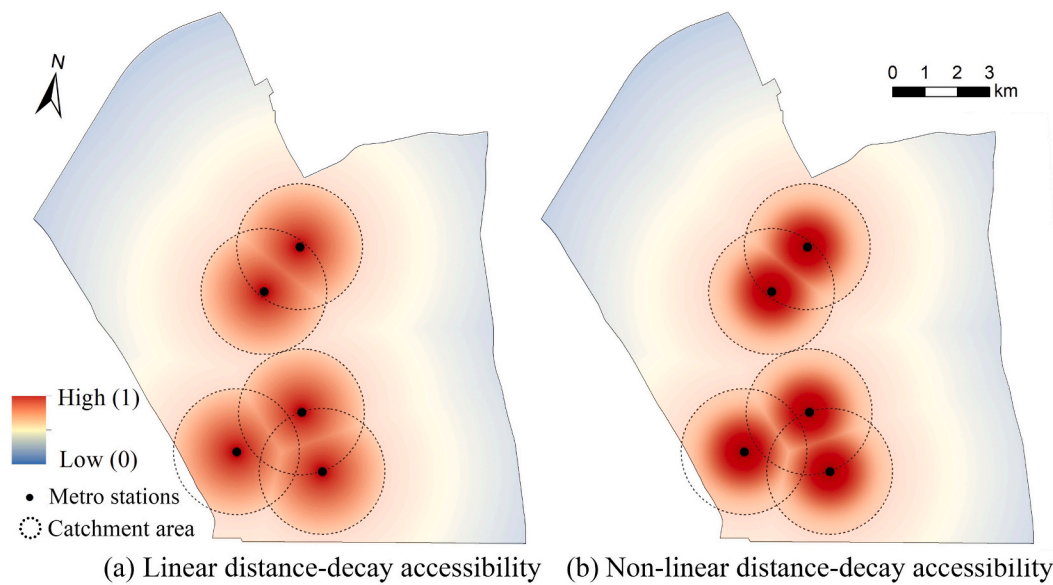 N
0 1 2 3
km
High (1)
Low (0)
Metro stations
Catchment area
(a) Linear distance-decay accessibility
(b) Non-linear distance-decay accessibility